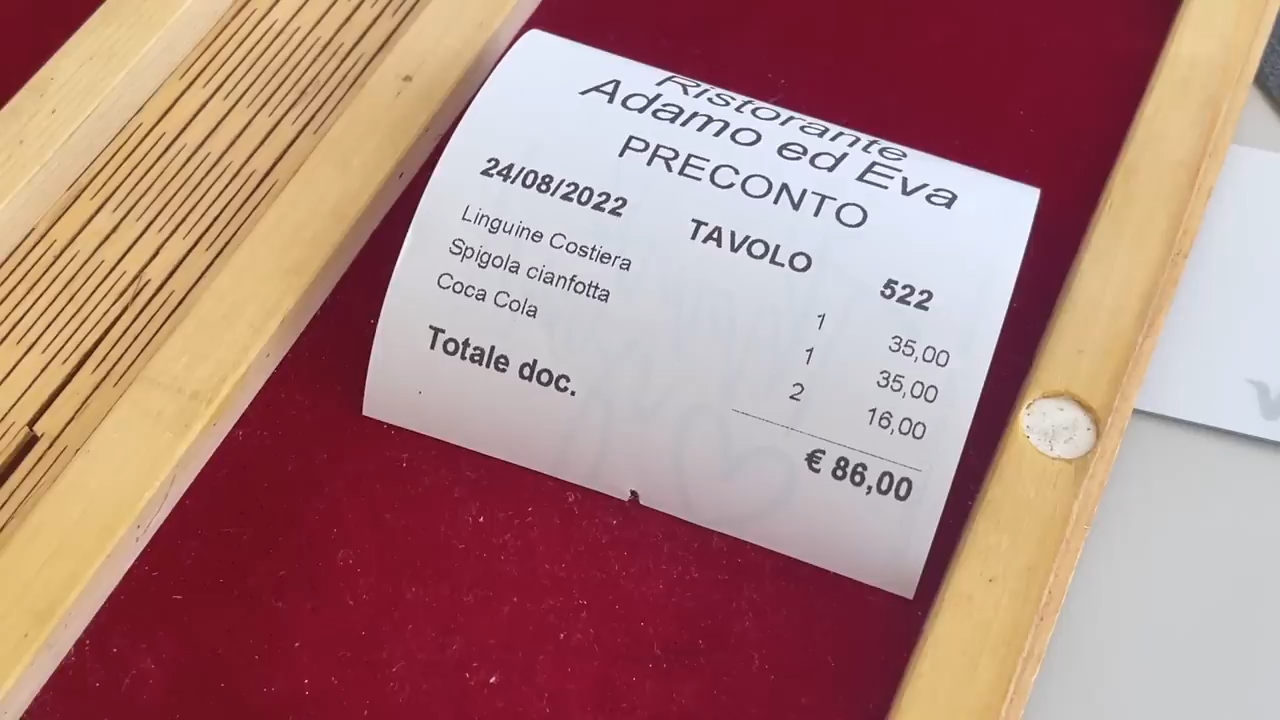 Ristorante
Adamo ed Eva
PRECONTO
24/08/2022 TAVOLO 522
Linguine Costiera 1 35,00
Spigola cianfotta 1 35,00
Coca Cola 2 16,00
Totale doc. € 86,00